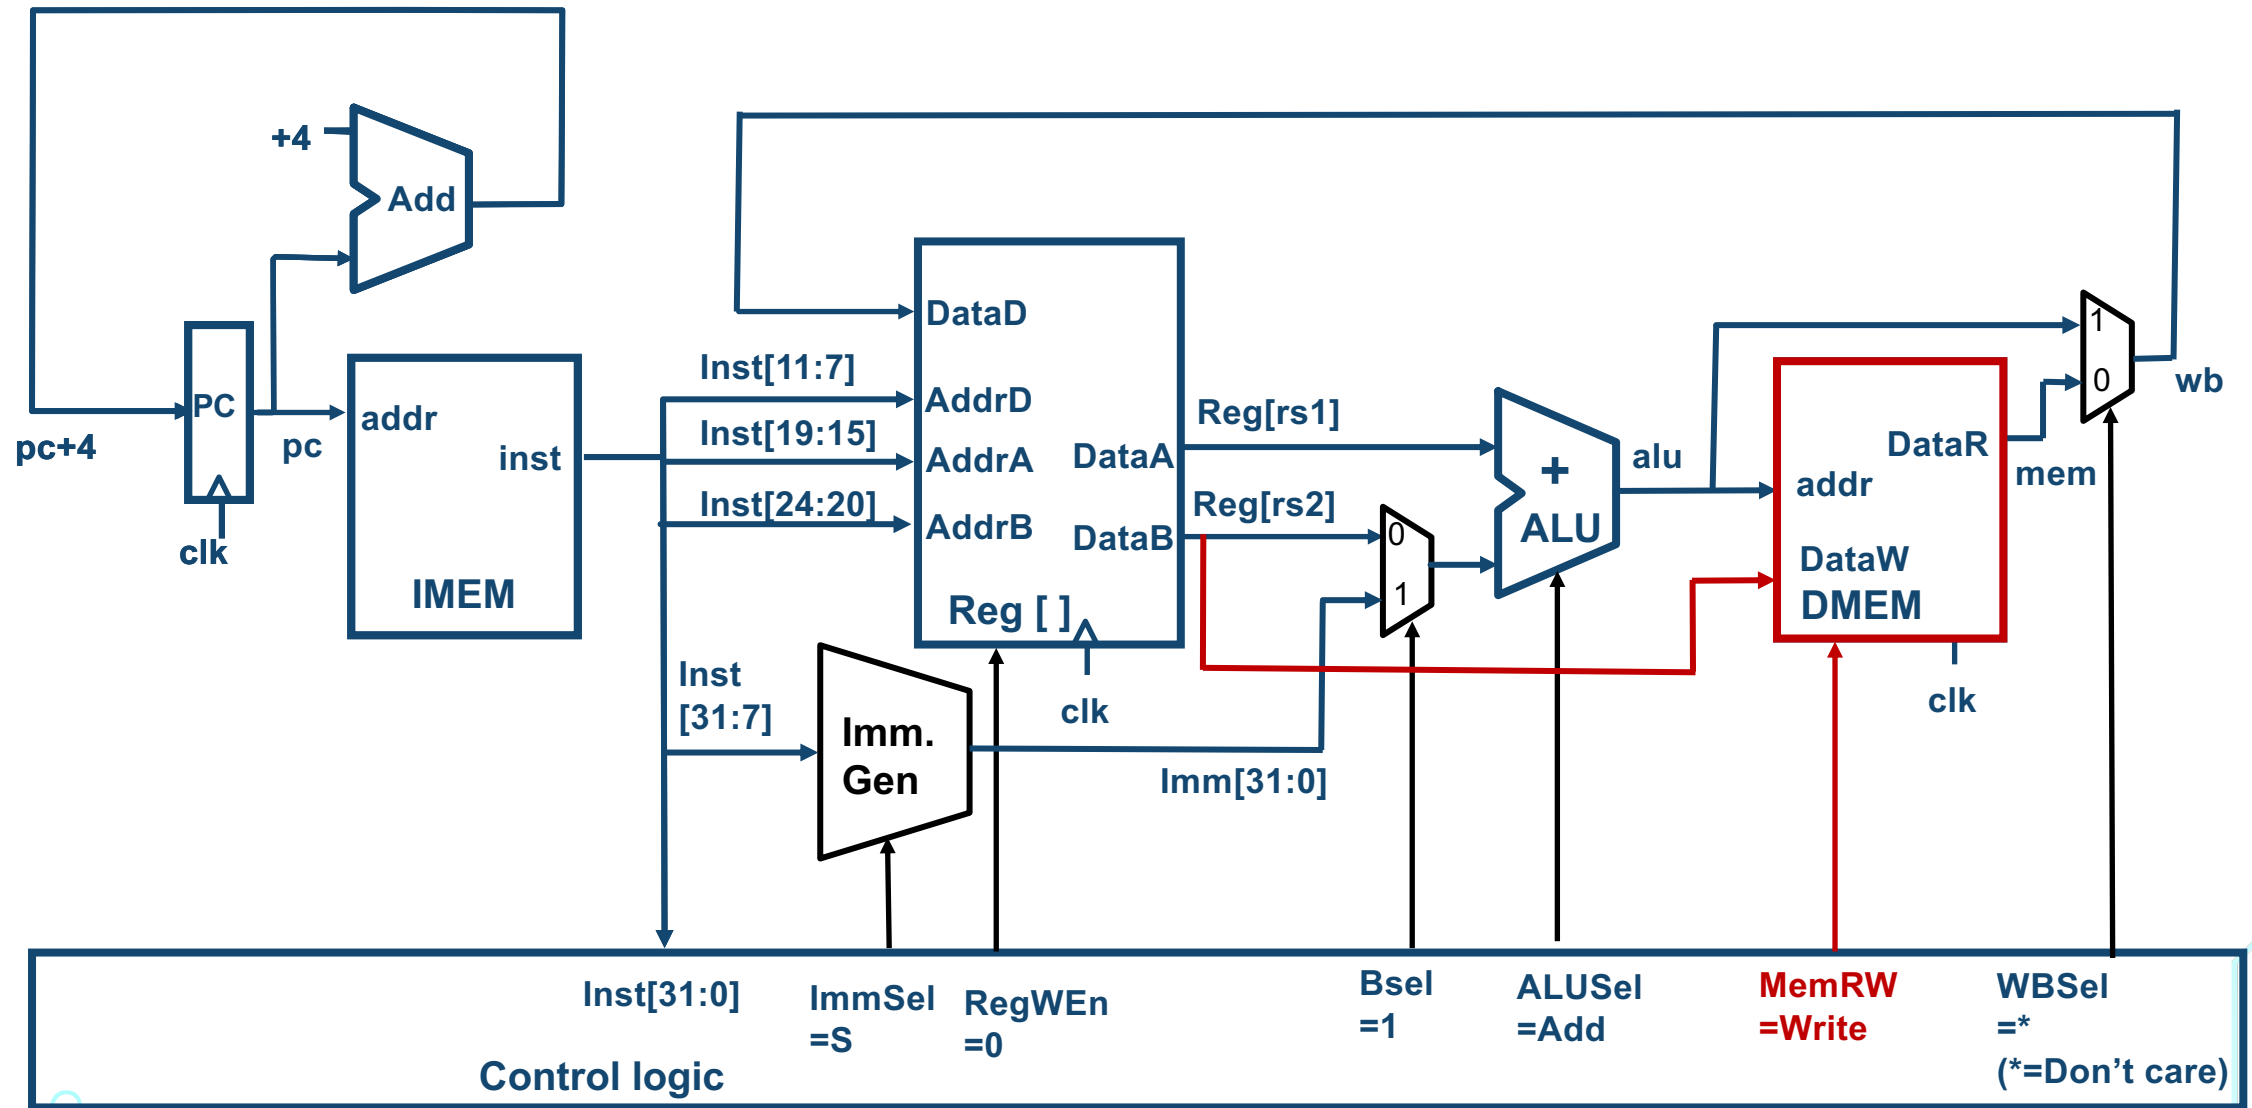 +4
Add
PC
pc+4
pc
clk
addr
inst
IMEM
Inst[11:7]
Inst[19:15]
Inst[24:20]
Inst
[31:7]
DataD
AddrD
AddrA
AddrB
DataA
DataB
Reg [ ]
clk
Imm.
Gen
Imm[31:0]
Reg[rs1]
Reg[rs2]
0
1
+
ALU
alu
addr
DataR
DataW
DMEM
clk
mem
1
0
wb
Inst[31:0]
ImmSel
=S
RegWEn
=0
Bsel
=1
ALUSel
=Add
MemRW
=Write
WBSel
=*
(*=Don’t care)
Control logic